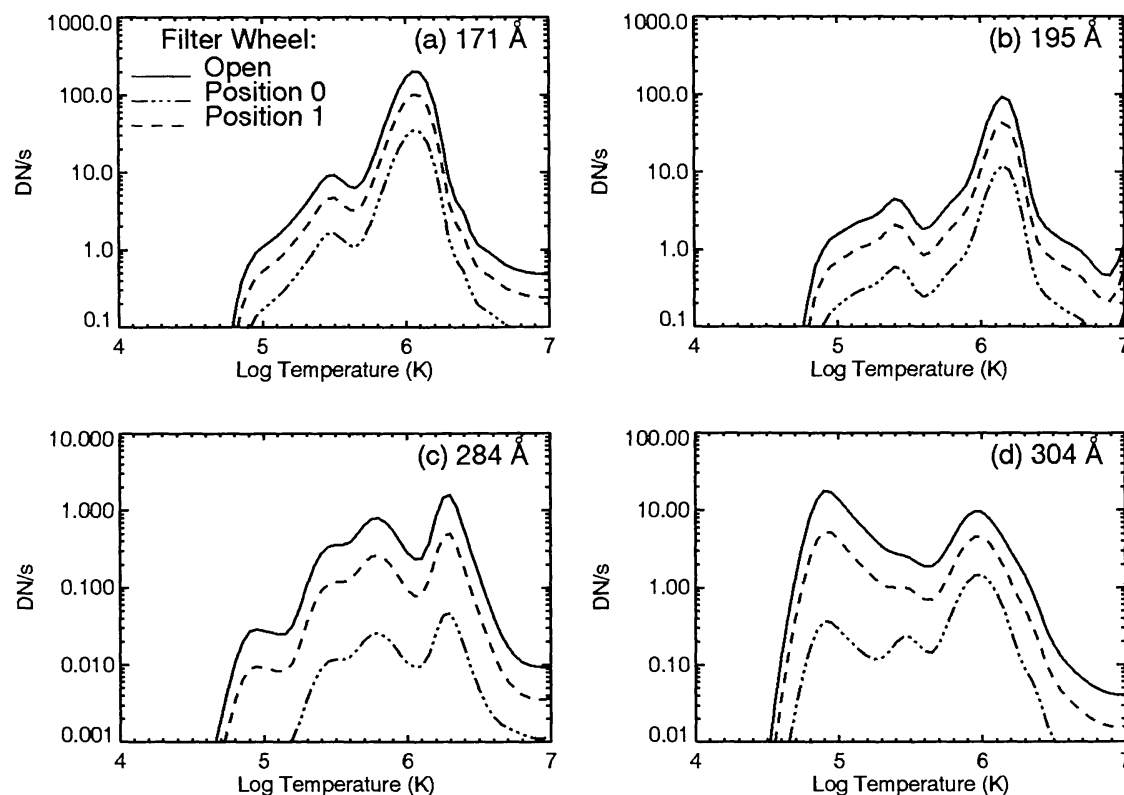 1000.0
100.0
10.0
1.0
0.1
DN/s
Filter Wheel:
Open
Position 0
Position 1
(a) 171 Å
4
5
6
7
Log Temperature (K)
1000.0
100.0
10.0
1.0
0.1
DN/s
(b) 195 Å
4
5
6
7
Log Temperature (K)
10.000
1.000
0.100
0.010
0.001
DN/s
(c) 284 Å
4
5
6
7
Log Temperature (K)
100.00
10.00
1.00
0.10
0.01
DN/s
(d) 304 Å
4
5
6
7
Log Temperature (K)